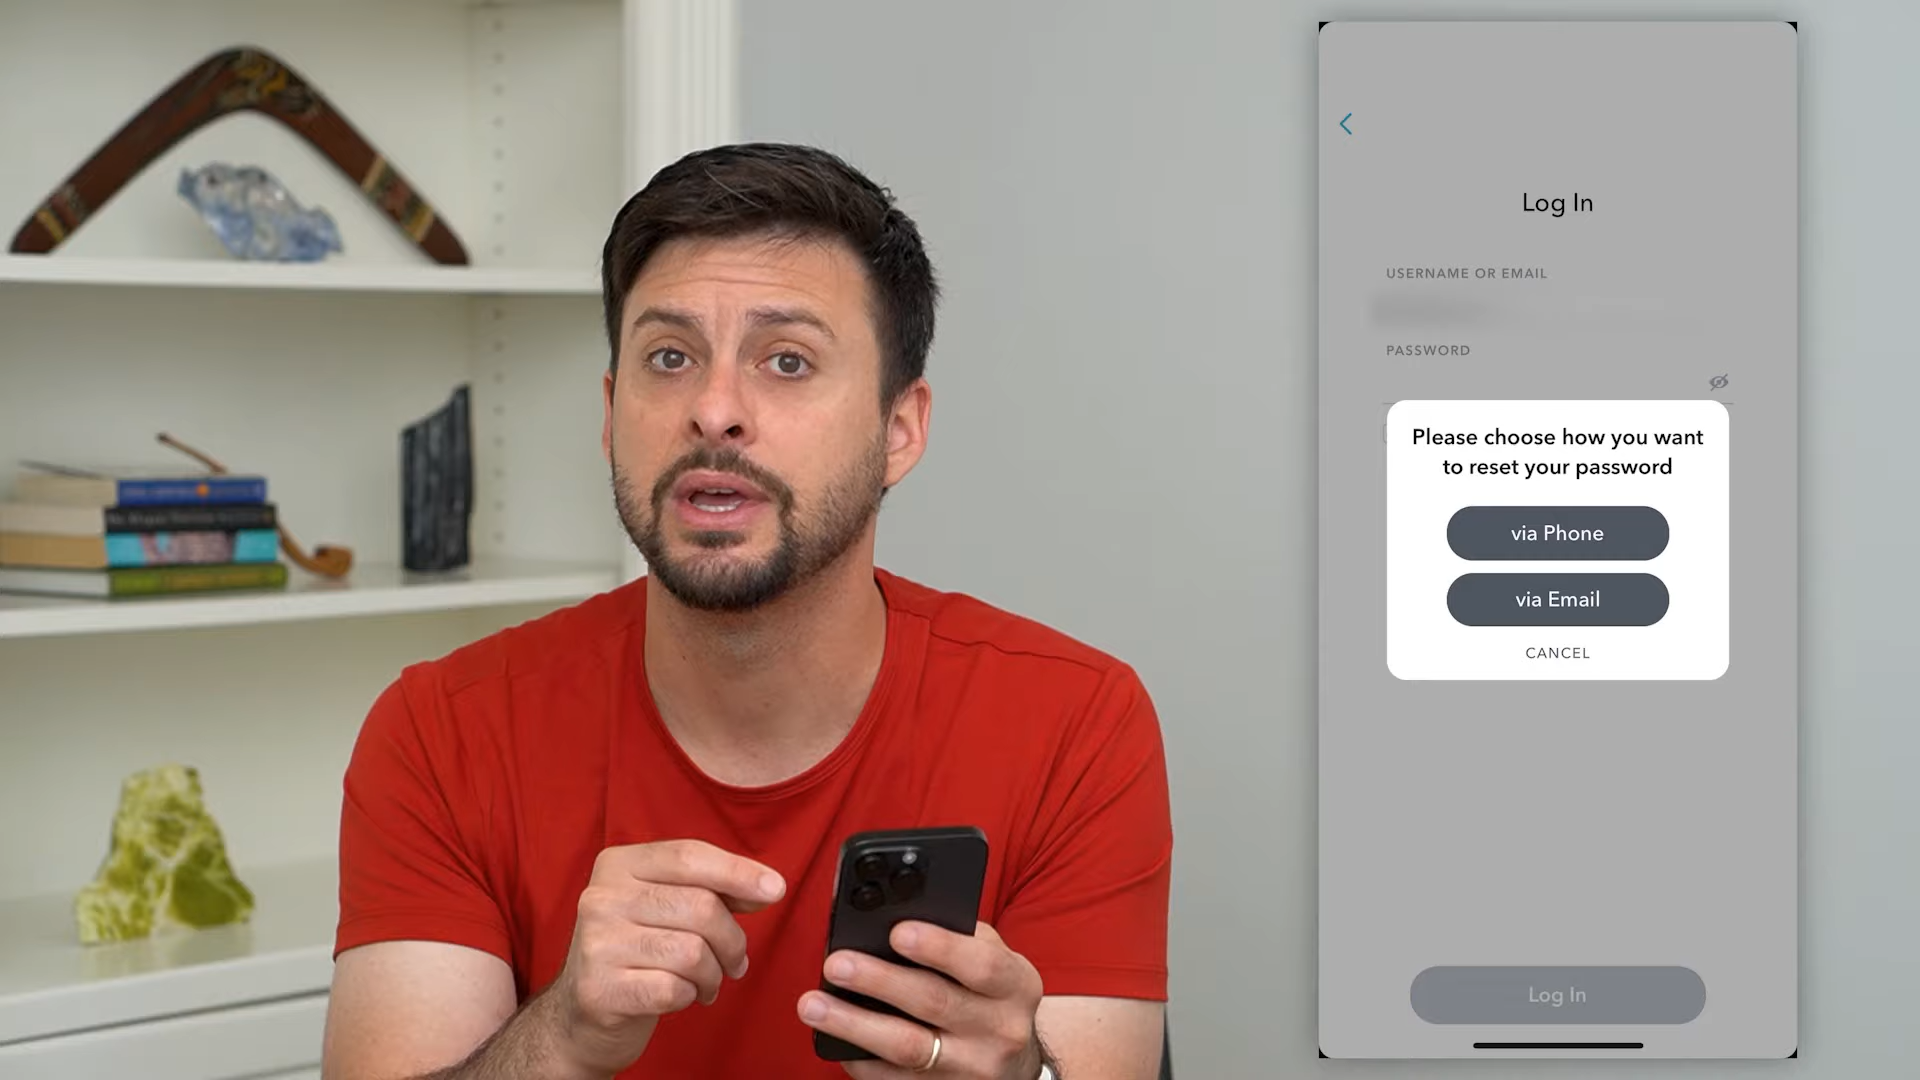 Log In
USERNAME OR EMAIL
PASSWORD
Please choose how you want
to reset your password
via Phone
via Email
CANCEL
Log In